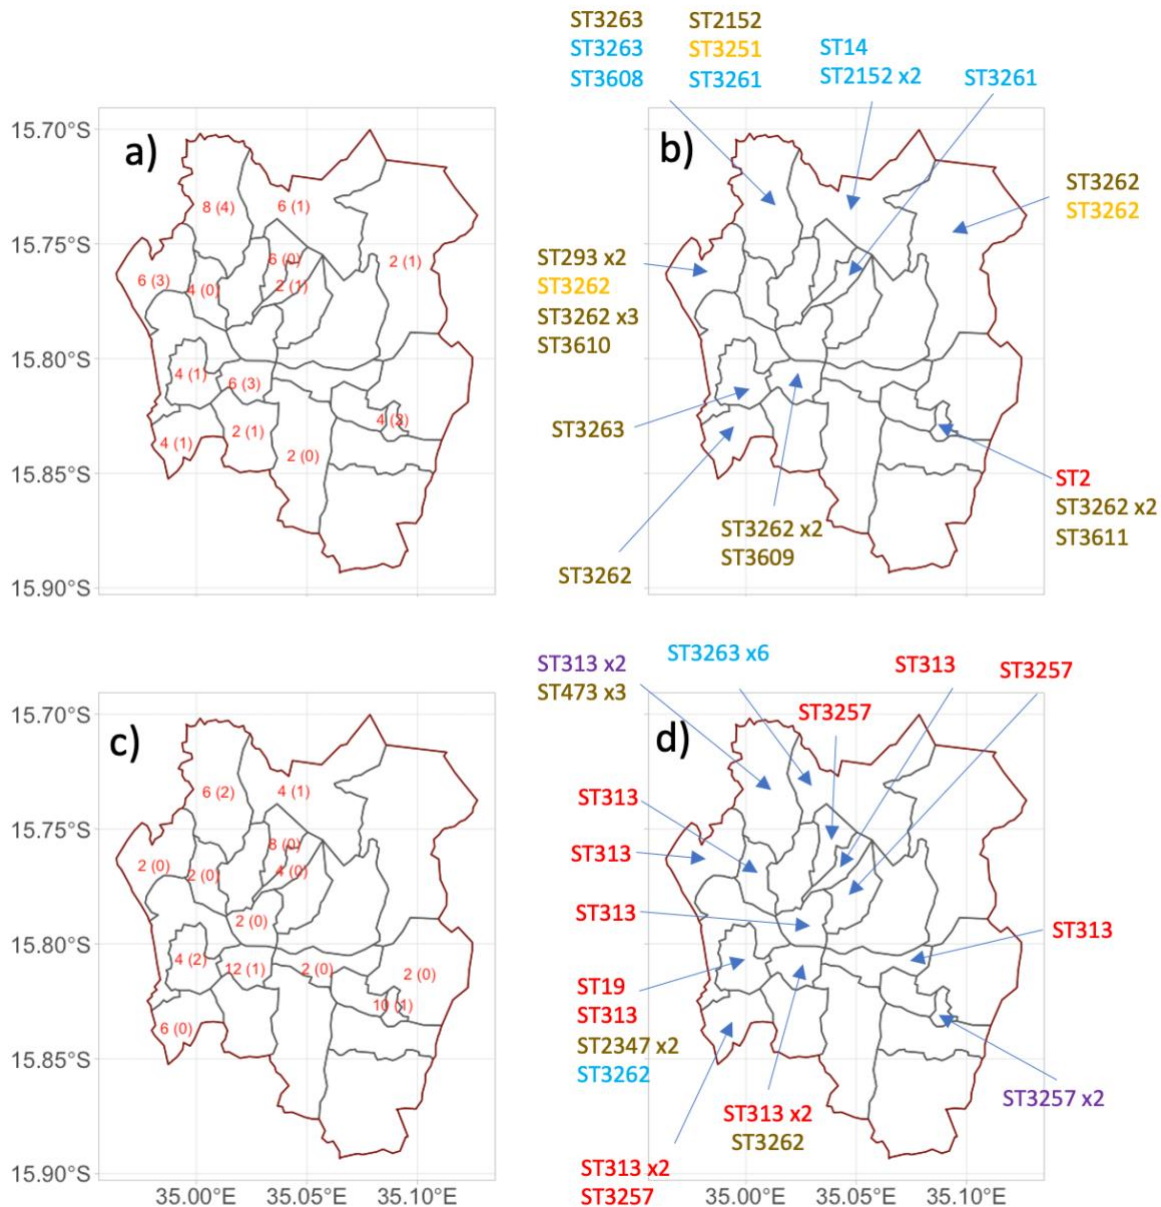 ST3263 ST2152
ST3263 ST3251 ST14
ST3608 ST3261 ST2152 x2 ST3261
15.70°S
15.75°S
15.80°S
15.85°S
15.90°S
a)
8 (4)
6 (1)
6 (0)
2 (1)
6 (3)
4 (0)
2 (1)
4 (1)
6 (3)
4 (1)
2 (1)
2 (0)
b)
ST3262
ST3262
ST293 x2
ST3262
ST3262 x3
ST3610
ST3263
ST3262
ST3262 x2
ST3609
ST2
ST3262 x2
ST3611
15.70°S
15.75°S
15.80°S
15.85°S
15.90°S
35.00°E 35.05°E 35.10°E
c)
6 (2)
4 (1)
8 (0)
2 (0)
2 (0)
4 (0)
2 (0)
4 (2)
12 (1)
2 (0)
2 (0)
10 (1)
6 (0)
ST313 x2
ST473 x3
ST3263 x6
ST313
ST3257
ST3257
d)
ST313
ST313
ST313
ST313
ST19
ST313
ST2347 x2
ST3262
ST313 x2
ST3262
ST3257 x2
ST313 x2
ST3257
35.00°E 35.05°E 35.10°E